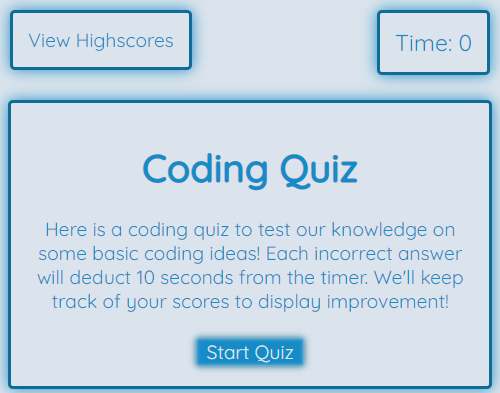 View Highscores
Time: 0
Coding Quiz
Here is a coding quiz to test our knowledge on
some basic coding ideas! Each incorrect answer
will deduct 10 seconds from the timer. We'll keep
track of your scores to display improvement!
Start Quiz